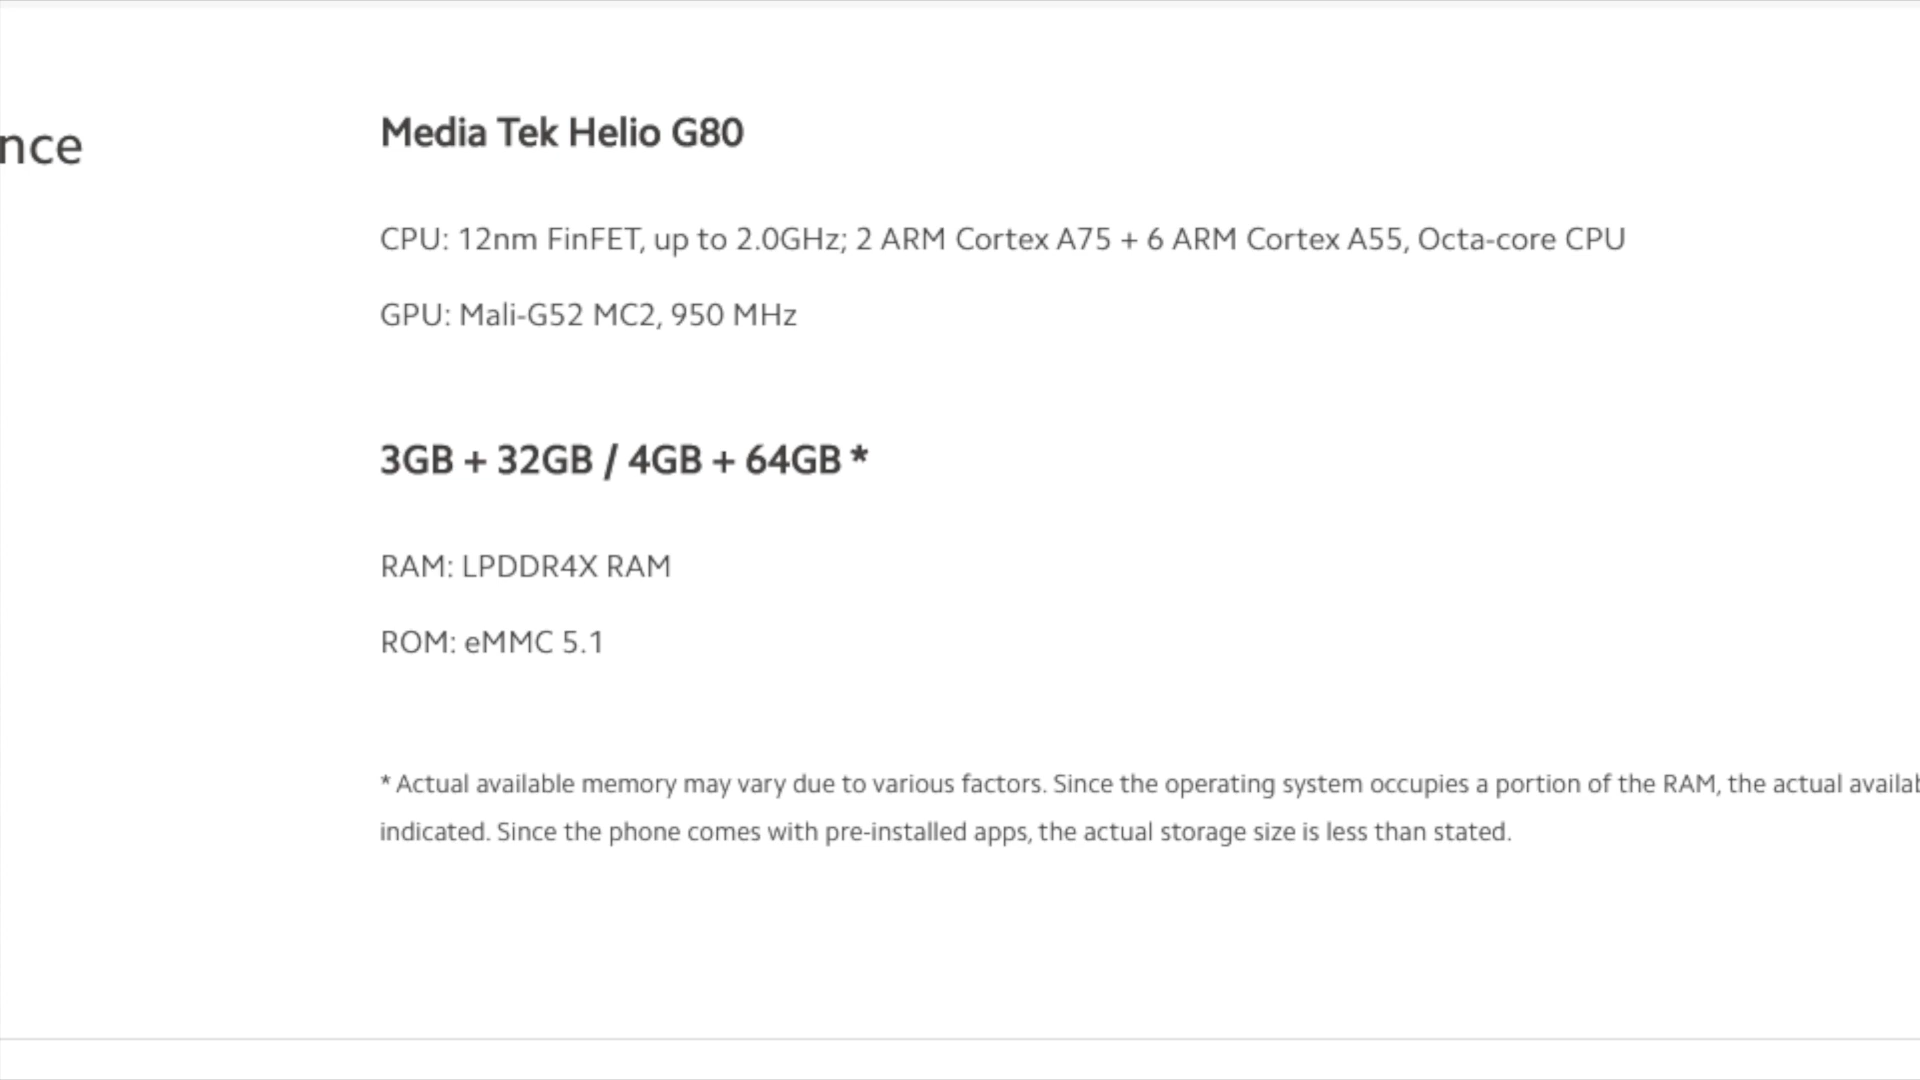 nce
Media Tek Helio G80
CPU: 12nm FinFET, up to 2.0GHz; 2 ARM Cortex A75 + 6 ARM Cortex A55, Octa-core CPU
GPU: Mali-G52 MC2, 950 MHz
3GB + 32GB / 4GB + 64GB *
RAM: LPDDR4X RAM
ROM: eMMC 5.1
* Actual available memory may vary due to various factors. Since the operating system occupies a portion of the RAM, the actual
indicated. Since the phone comes with pre-installed apps, the actual storage size is less than stated.